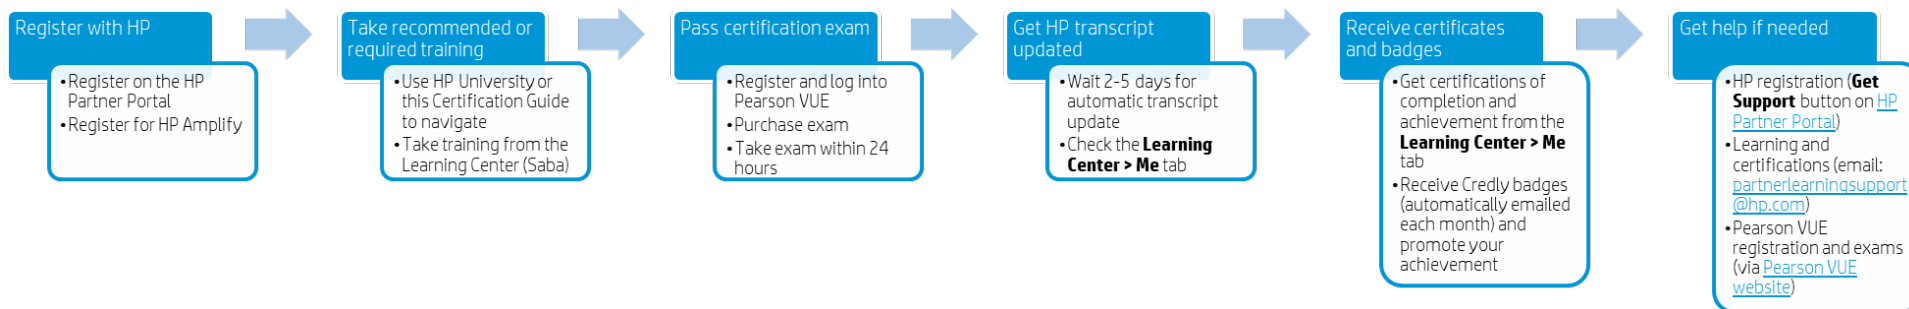 Register with HP
• Register on the HP
Partner Portal
• Register for HP Amplify
Take recommended or
required training
• Use HP University or
this Certification Guide
to navigate
• Take training from the
Learning Center (Saba)
Pass certification exam
• Register and log into
Pearson VUE
• Purchase exam
• Take exam within 24
hours
Get HP transcript
updated
• Wait 2-5 days for
automatic transcript
update
• Check the Learning
Center > Me tab
Receive certificates
and badges
• Get certifications of
completion and
achievement from the
Learning Center > Me
tab
• Receive Credly badges
(automatically emailed
each month) and
promote your
achievement
Get help if needed
• HP registration (Get
Support button on HP
Partner Portal)
• Learning and
certifications (email:
partnerlearningsupport
@hp.com)
• Pearson VUE
registration and exams
(via Pearson VUE
website)